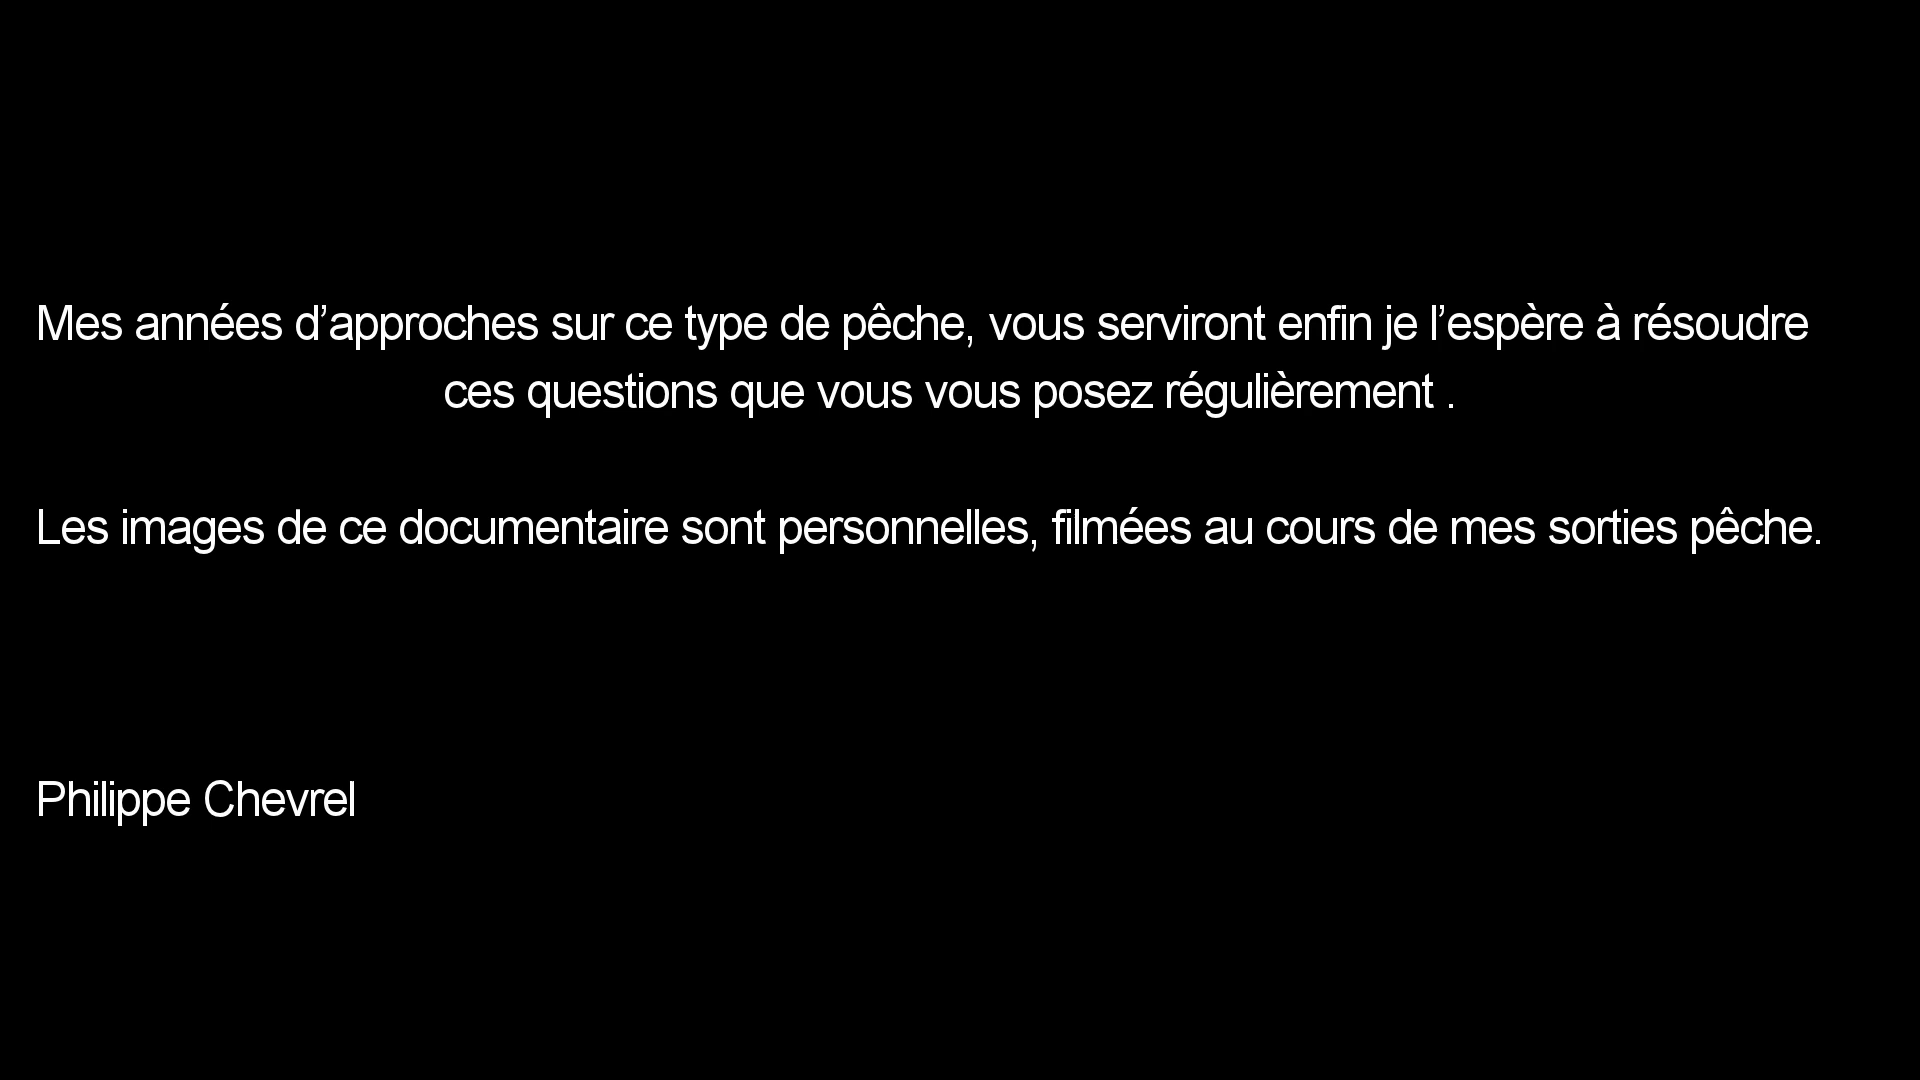 Mes années d’approches sur ce type de pêche, vous serviront enfin je l’espère à résoudre
ces questions que vous vous posez régulièrement .
Les images de ce documentaire sont personnelles, filmées au cours de mes sorties pêche.
Philippe Chevrel